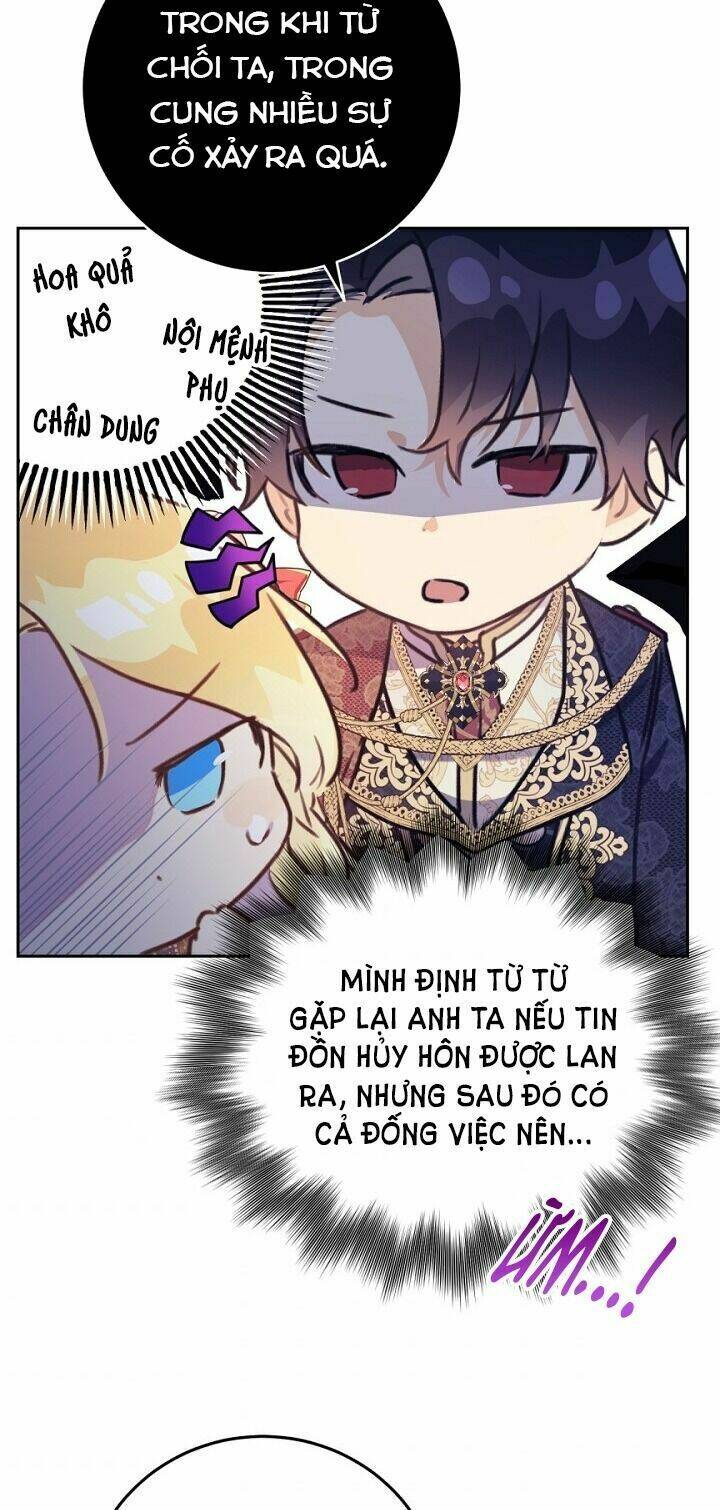 TRONG KHI TỪ
CHỐI TA, TRONG
CUNG NHIỀU SỰ
CỐ XẢY RA QUÁ.
HOA QUẢ
KHÔ
NỘI MỆNH
PHỤ
CHÂN DUNG
MÌNH ĐỊNH TỪ TỪ
GẶP LẠI ANH TA NẾU TIN
ĐỒN HỦY HÔN ĐƯỢC LAN
RA, NHƯNG SAU ĐÓ CÓ
CẢ ĐỐNG VIỆC NÊN...
ỪM....!